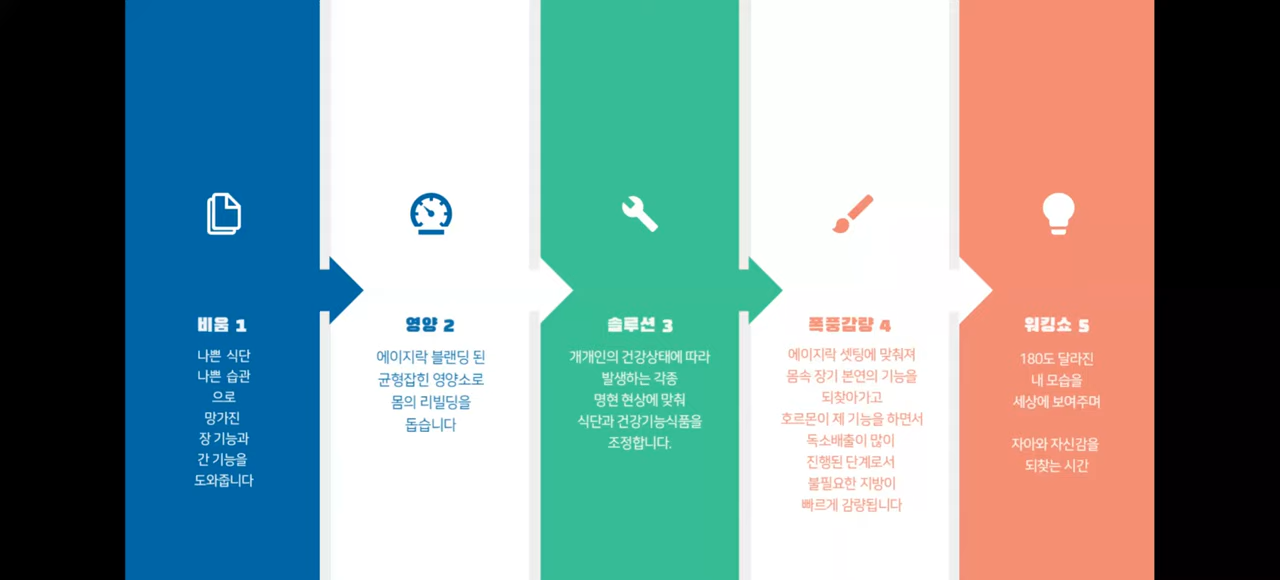 비움 1
나쁜 식단
나쁜 습관
으로
망가진
장 기능과
간 기능을
도와줍니다
영양 2
에이지락 블랜딩 된
균형잡힌 영양소로
몸의 리빌딩을
돕습니다
솔루션 3
개개인의 건강상태에 따라
발생하는 각종
명현 현상에 맞춰
식단과 건강기능식품을
조정합니다.
폭풍감량 4
에이지락 셋팅에 맞춰져
몸속 장기 본연의 기능을
되찾아가고
호르몬이 제 기능을 하면서
독소배출이 많이
진행된 단계로서
불필요한 지방이
빠르게 감량됩니다
워킹쇼 5
180도 달라진
내 모습을
세상에 보여주며
자아와 자신감을
되찾는 시간